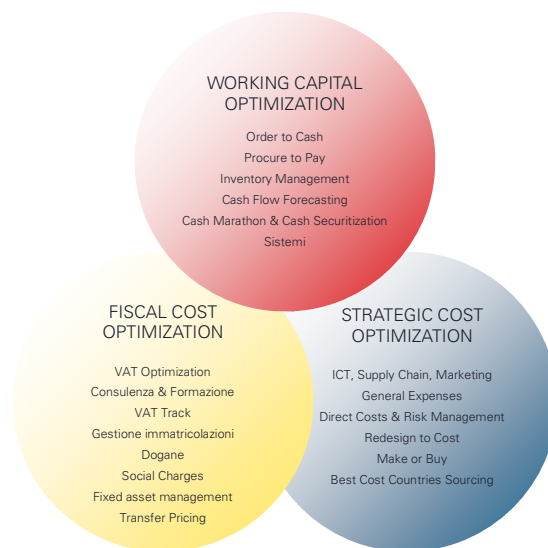 WORKING CAPITAL
OPTIMIZATION
Order to Cash
Procure to Pay
Inventory Management
Cash Flow Forecasting
Cash Marathon & Cash Securitization
Sistemi
FISCAL COST
OPTIMIZATION
VAT Optimization
Consulenza & Formazione
VAT Track
Gestione immatricolazioni
Dogane
Social Charges
Fixed asset management
Transfer Pricing
STRATEGIC COST
OPTIMIZATION
ICT, Supply Chain, Marketing
General Expenses
Direct Costs & Risk Management
Redesign to Cost
Make or Buy
Best Cost Countries Sourcing